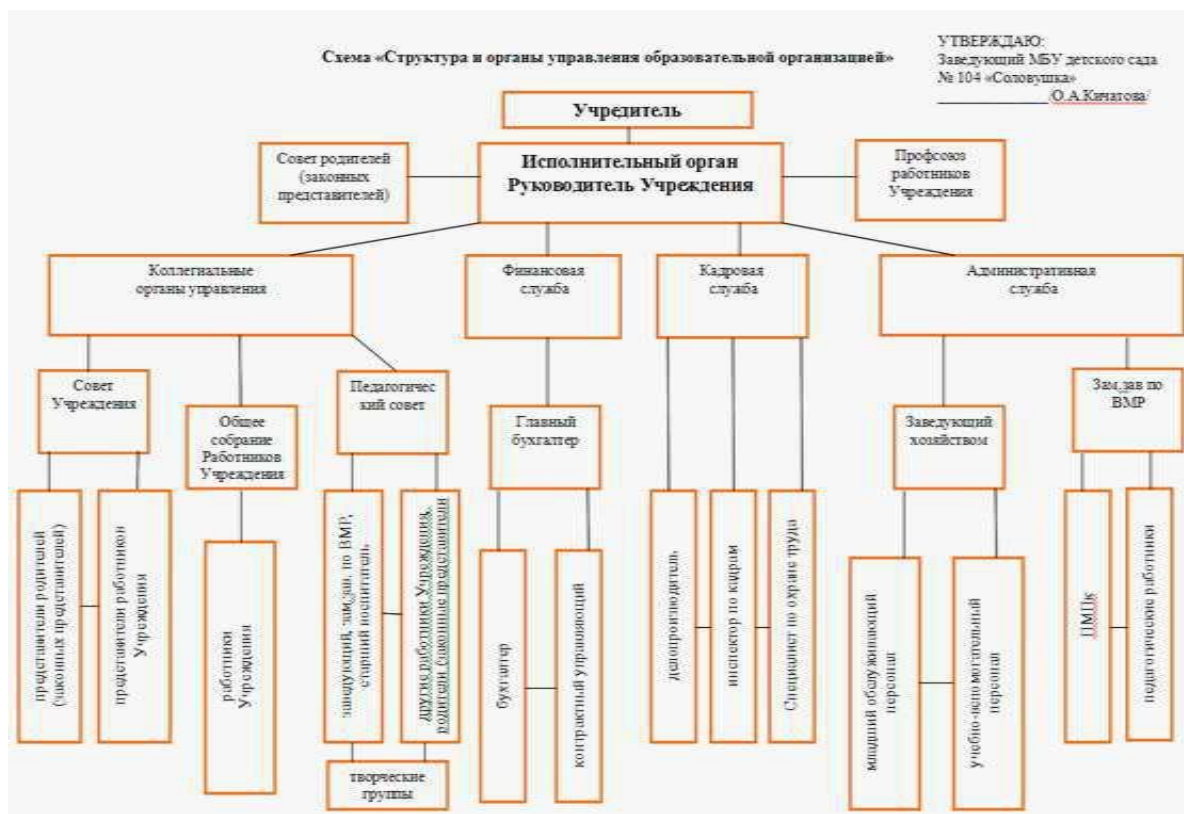 Схема «Структура и органы управления образовательной организацией»
УТВЕРЖДАЮ:
Заведующий МБУ детского сада
№ 104 «Соловушка»
/О.А.Кичатова/
Учредитель
Совет родителей
(законных
представителей)
Исполнительный орган
Руководитель Учреждения
Профсоюз
работников
Учреждения
Коллегиальные
органы управления
Финансовая
служба
Кадровая
служба
Административная
служба
Совет
Учреждения
Общее
собрание
Работников
Учреждения
Педагогичес
кий совет
Главный
бухгалтер
Заведующий
хозяйством
Зам.зав по
ВМР
представители родителей
(законных представителей)
представители работников
Учреждения
работники
Учреждения
заведующий, зам.зав. по ВМР,
старший воспитатель
другие работники Учреждения,
родители (законные представители
творческие
группы
бухгалтер
контрактный управляющий
делопроизводитель
инспектор по кадрам
Специалист по охране труда
младший обслуживающий
персонал
учебно-вспомогательный
персонал
ПМПк
педагогические работники